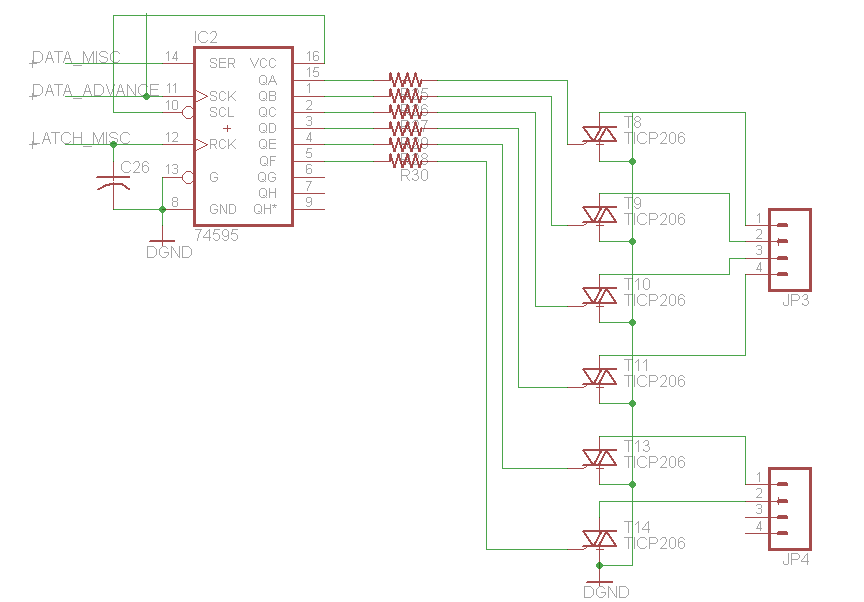 IC2
DATA_MISC 14 SER VCC 16
QA 15
DATA_ADVANCE 11 SCK QB 1
10 SCL QC 2
LATCH_MISC 12 RCK QD 3
QE 4
QF 5
C26 13 G QG 6
QH 7
8 GND QH* 9
74595
DGND
R30
T8
TICP206
T9
TICP206
T10
TICP206
T11
TICP206
T13
TICP206
T14
TICP206
DGND
1
2
3
4
JP3
1
2
3
4
JP4